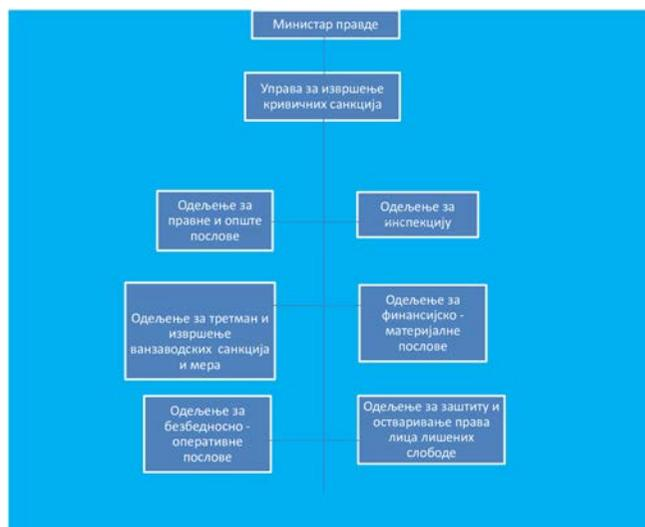 Министар правде
Управа за извршење
кривичних санкција
Одељење за
правне и опште
послове
Одељење за
инспекцију
Одељење за третман и
извршење
ванзаводских санкција
и мера
Одељење за
финансијско -
материјалне
послове
Одељење за
безбедносно -
оперативне
послове
Одељење за заштиту и
остваривање права
лица лишених
слободе